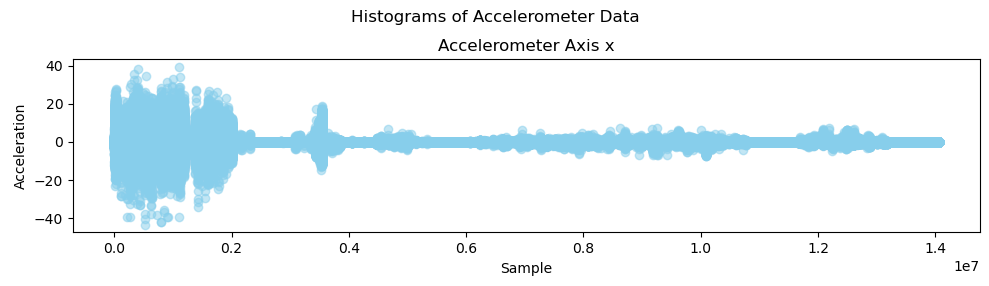 Histograms of Accelerometer Data
Accelerometer Axis x
Acceleration
40
20
0
−20
−40
0.0 0.2 0.4 0.6 0.8 1.0 1.2 1.4
1e7
Sample